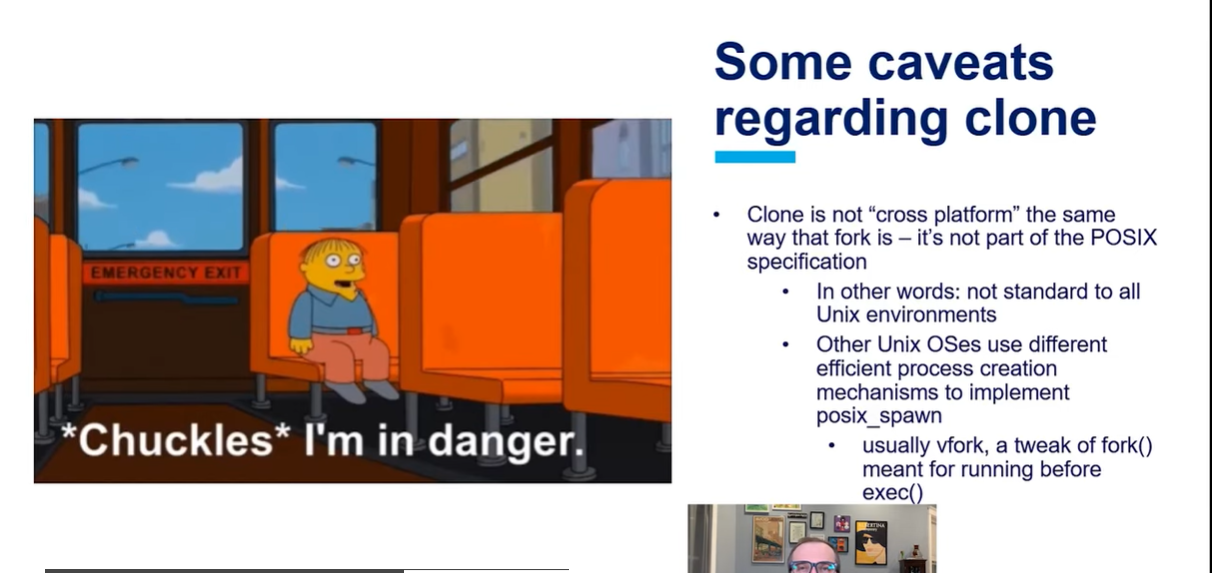 Some caveats
regarding clone
EMERGENCY EXIT
*Chuckles* I'm in danger.
• Clone is not “cross platform” the same
way that fork is – it’s not part of the POSIX
specification
• In other words: not standard to all
Unix environments
• Other Unix OSes use different
efficient process creation
mechanisms to implement
posix_spawn
• usually vfork, a tweak of fork()
meant for running before
exec()